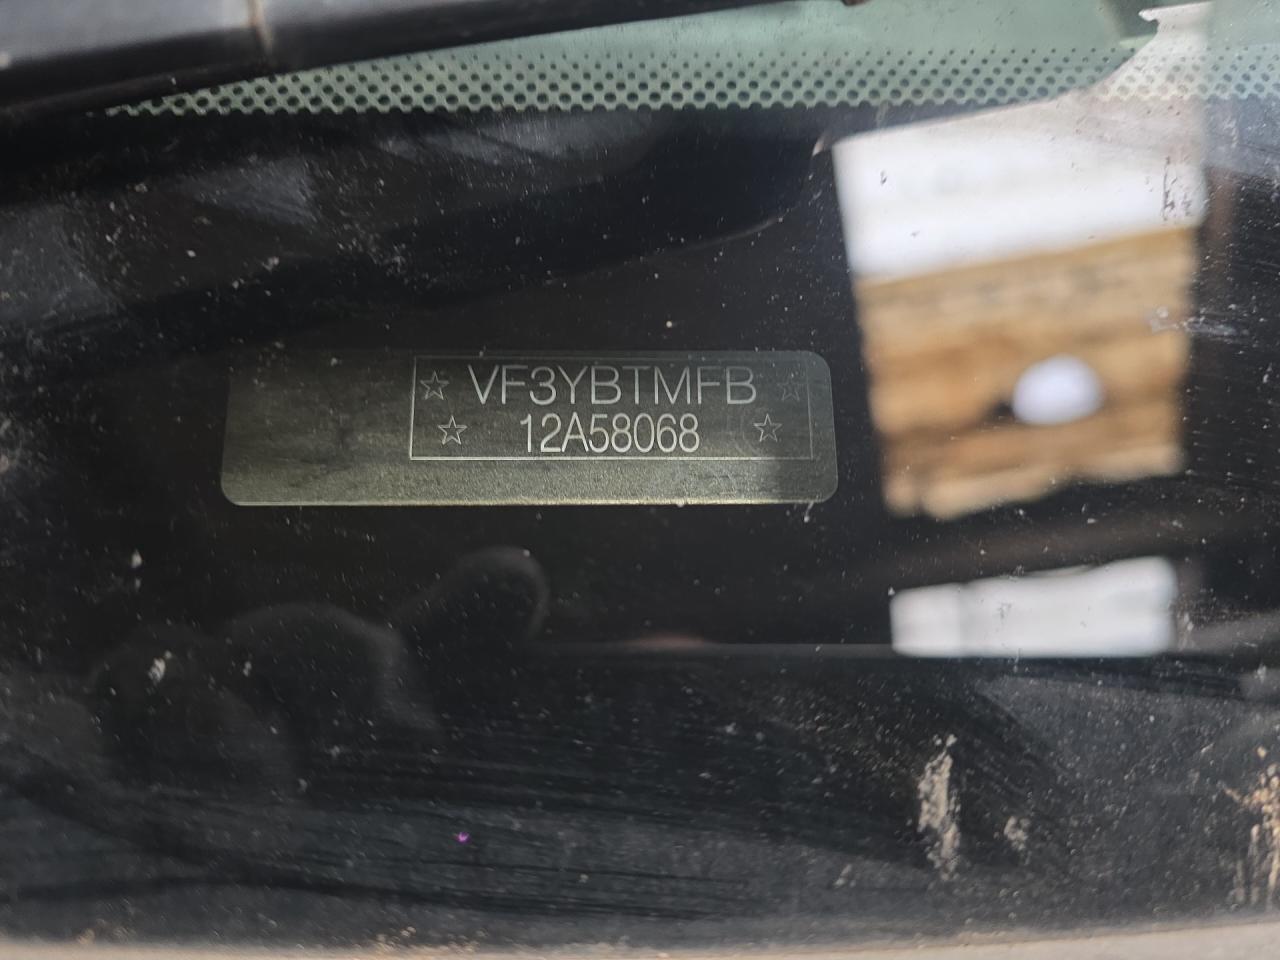 ☆ VF3YBTMFB ☆
☆ 12A58068 ☆